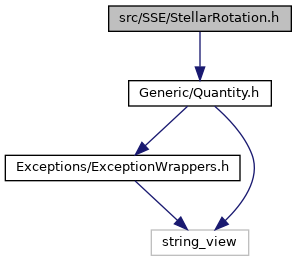 src/SSE/StellarRotation.h
Generic/Quantity.h
Exceptions/ExceptionWrappers.h
string_view